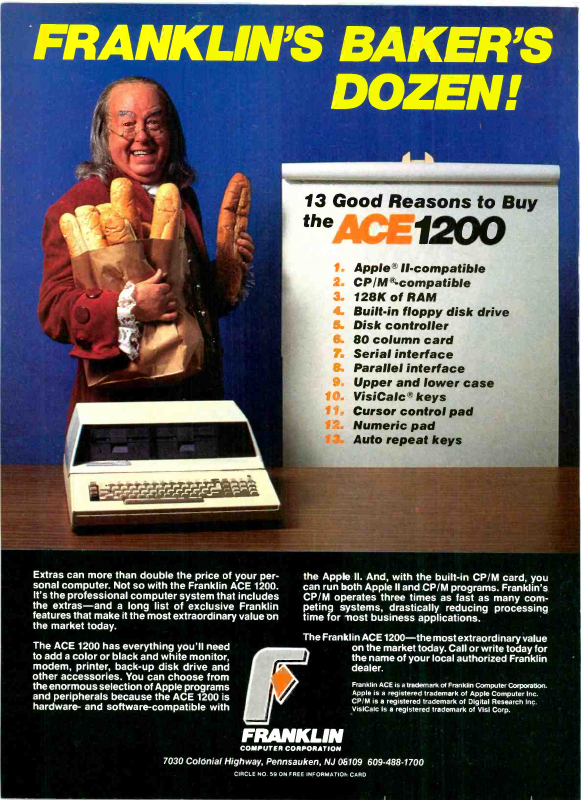 FRANKLIN'S BAKER'S
DOZEN!
13 Good Reasons to Buy
the ACE1200
1. Apple® II-compatible
2. CP/M®-compatible
3. 128K of RAM
4. Built-in floppy disk drive
5. Disk controller
6. 80 column card
7. Serial interface
8. Parallel interface
9. Upper and lower case
10. VisiCalc® keys
11. Cursor control pad
12. Numeric pad
13. Auto repeat keys
Extras can more than double the price of your per-
sonal computer. Not so with the Franklin ACE 1200.
It's the professional computer system that includes
the extras—and a long list of exclusive Franklin
features that make it the most extraordinary value on
the market today.
The ACE 1200 has everything you'll need
to add a color or black and white monitor,
modem, printer, back-up disk drive and
other accessories. You can choose from
the enormous selection of Apple programs
and peripherals because the ACE 1200 is
hardware- and software-compatible with
the Apple II. And, with the built-in CP/M card, you
can run both Apple II and CP/M programs. Franklin's
CP/M operates three times as fast as many com-
peting systems, drastically reducing processing
time for most business applications.
The Franklin ACE 1200—the most extraordinary value
on the market today. Call or write today for
the name of your local authorized Franklin
dealer.
Franklin ACE is a trademark of Franklin Computer Corporation.
Apple is a registered trademark of Apple Computer Inc.
CP/M is a registered trademark of Digital Research Inc.
VisiCalc is a registered trademark of Visi Corp.
FRANKLIN
COMPUTER CORPORATION
7030 Colonial Highway, Pennsauken, NJ 08109 609-488-1700
CIRCLE NO. 59 ON FREE INFORMATION CARD